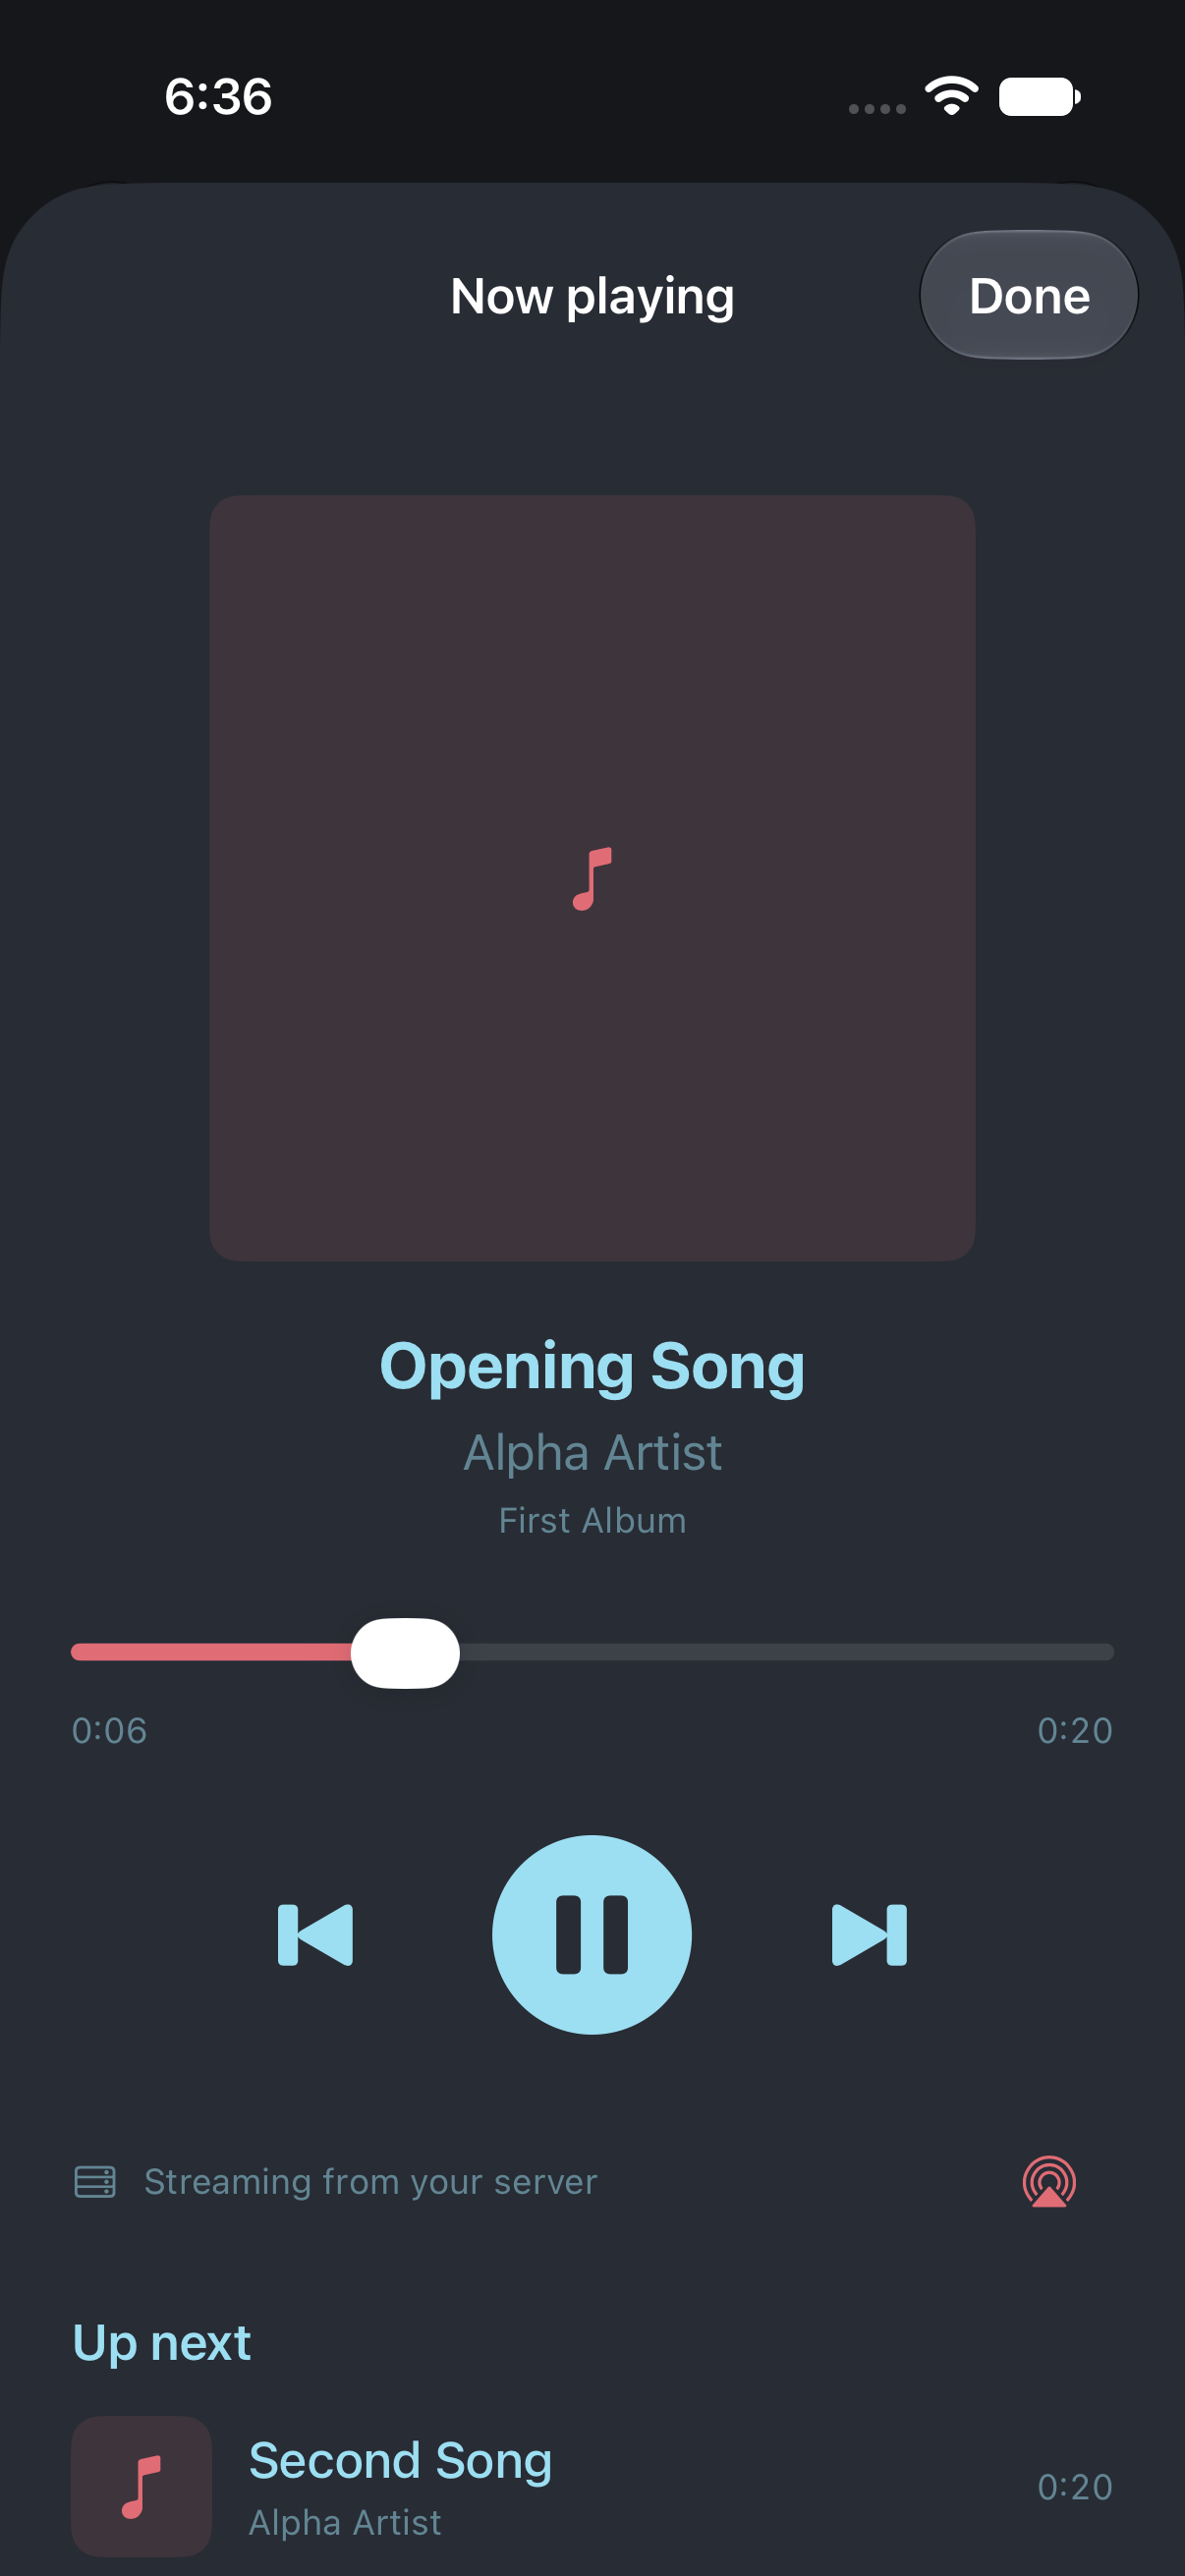 6:36
Now playing
Done
Opening Song
Alpha Artist
First Album
0:06
0:20
Streaming from your server
Up next
Second Song
Alpha Artist
0:20